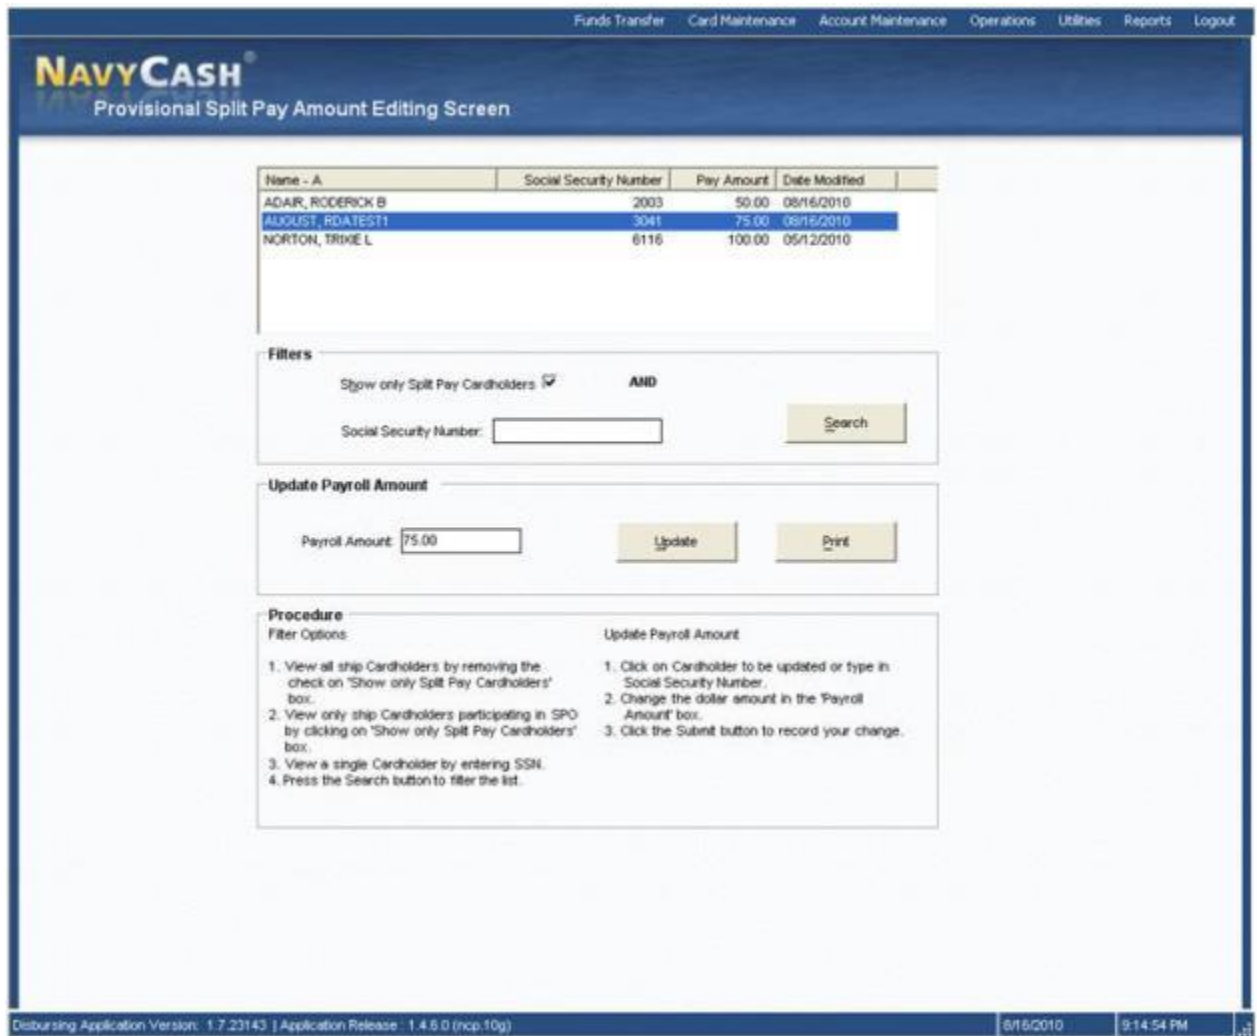 Funds Transfer Card Maintenance Account Maintenance Operations Utilities Reports Logout
NAVYCASH®
Provisional Split Pay Amount Editing Screen
Name - A Social Security Number Pay Amount Date Modified
ADAIR, RODERICK B 2003 50.00 08/16/2010
AUGUST, RDATEST1 3041 75.00 08/16/2010
NORTON, TRIXIE L 6116 100.00 05/12/2010
Filters
Show only Split Pay Cardholders AND
Social Security Number:
Search
Update Payroll Amount
Payroll Amount: 75.00 Update Print
Procedure
Filter Options
1. View all ship Cardholders by removing the
check on 'Show only Split Pay Cardholders'
box.
2. View only ship Cardholders participating in SPO
by clicking on 'Show only Split Pay Cardholders'
box.
3. View a single Cardholder by entering SSN.
4. Press the Search button to filter the list.
Update Payroll Amount
1. Click on Cardholder to be updated or type in
Social Security Number.
2. Change the dollar amount in the 'Payroll
Amount' box.
3. Click the Submit button to record your change.
Disbursing Application Version: 1.7.23143 | Application Release : 1.4.6.0 (ncp.10g) 8/16/2010 9:14:54 PM